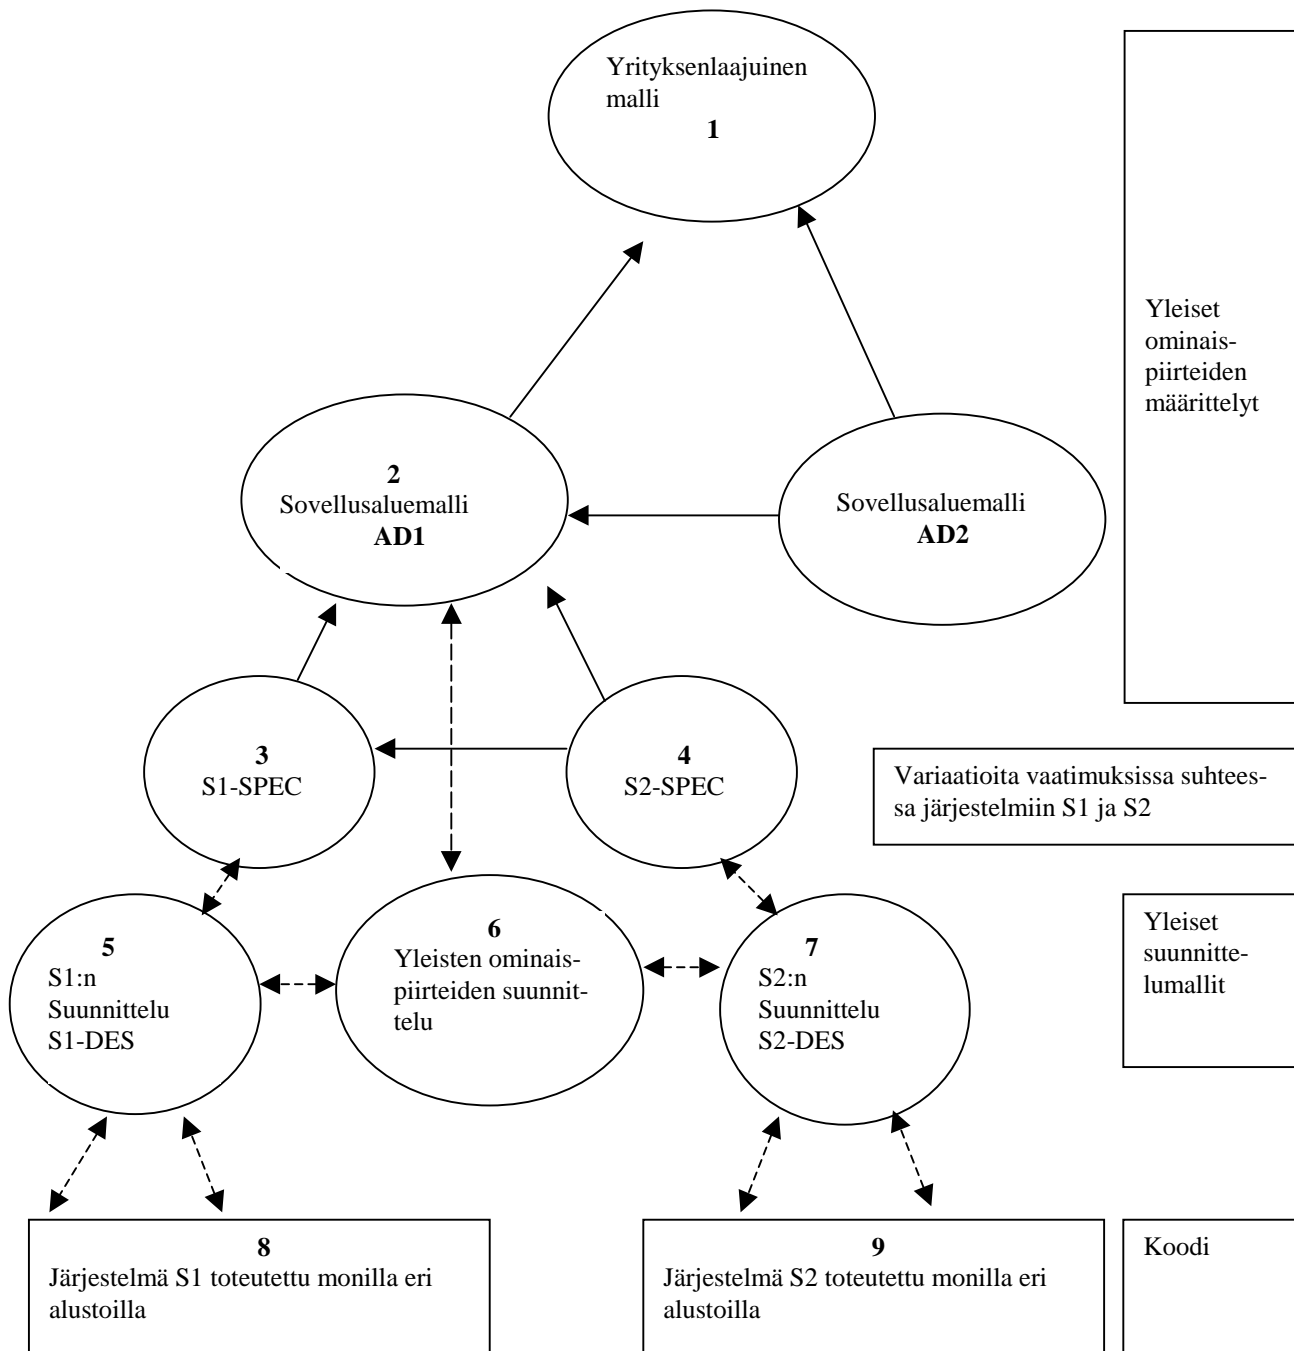 Yrityksenlaajuinen
malli
1
Yleiset
ominais-
piirteiden
määrittelyt
2
Sovellusaluemalli
AD1
Sovellusaluemalli
AD2
3
S1-SPEC
4
S2-SPEC
Variaatioita vaatimuksissa suhtees-
sa järjestelmiin S1 ja S2
5
S1:n
Suunnittelu
S1-DES
6
Yleisten ominais-
piirteiden suunnit-
telu
7
S2:n
Suunnittelu
S2-DES
Yleiset
suunnitte-
lumallit
8
Järjestelmä S1 toteutettu monilla eri
alustoilla
9
Järjestelmä S2 toteutettu monilla eri
alustoilla
Koodi